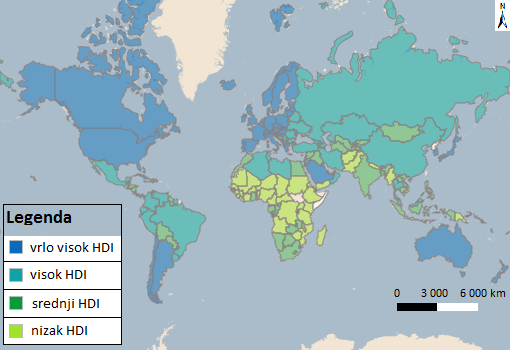 N
Legenda
vrlo visok HDI
visok HDI
srednji HDI
nizak HDI
0 3 000 6 000 km